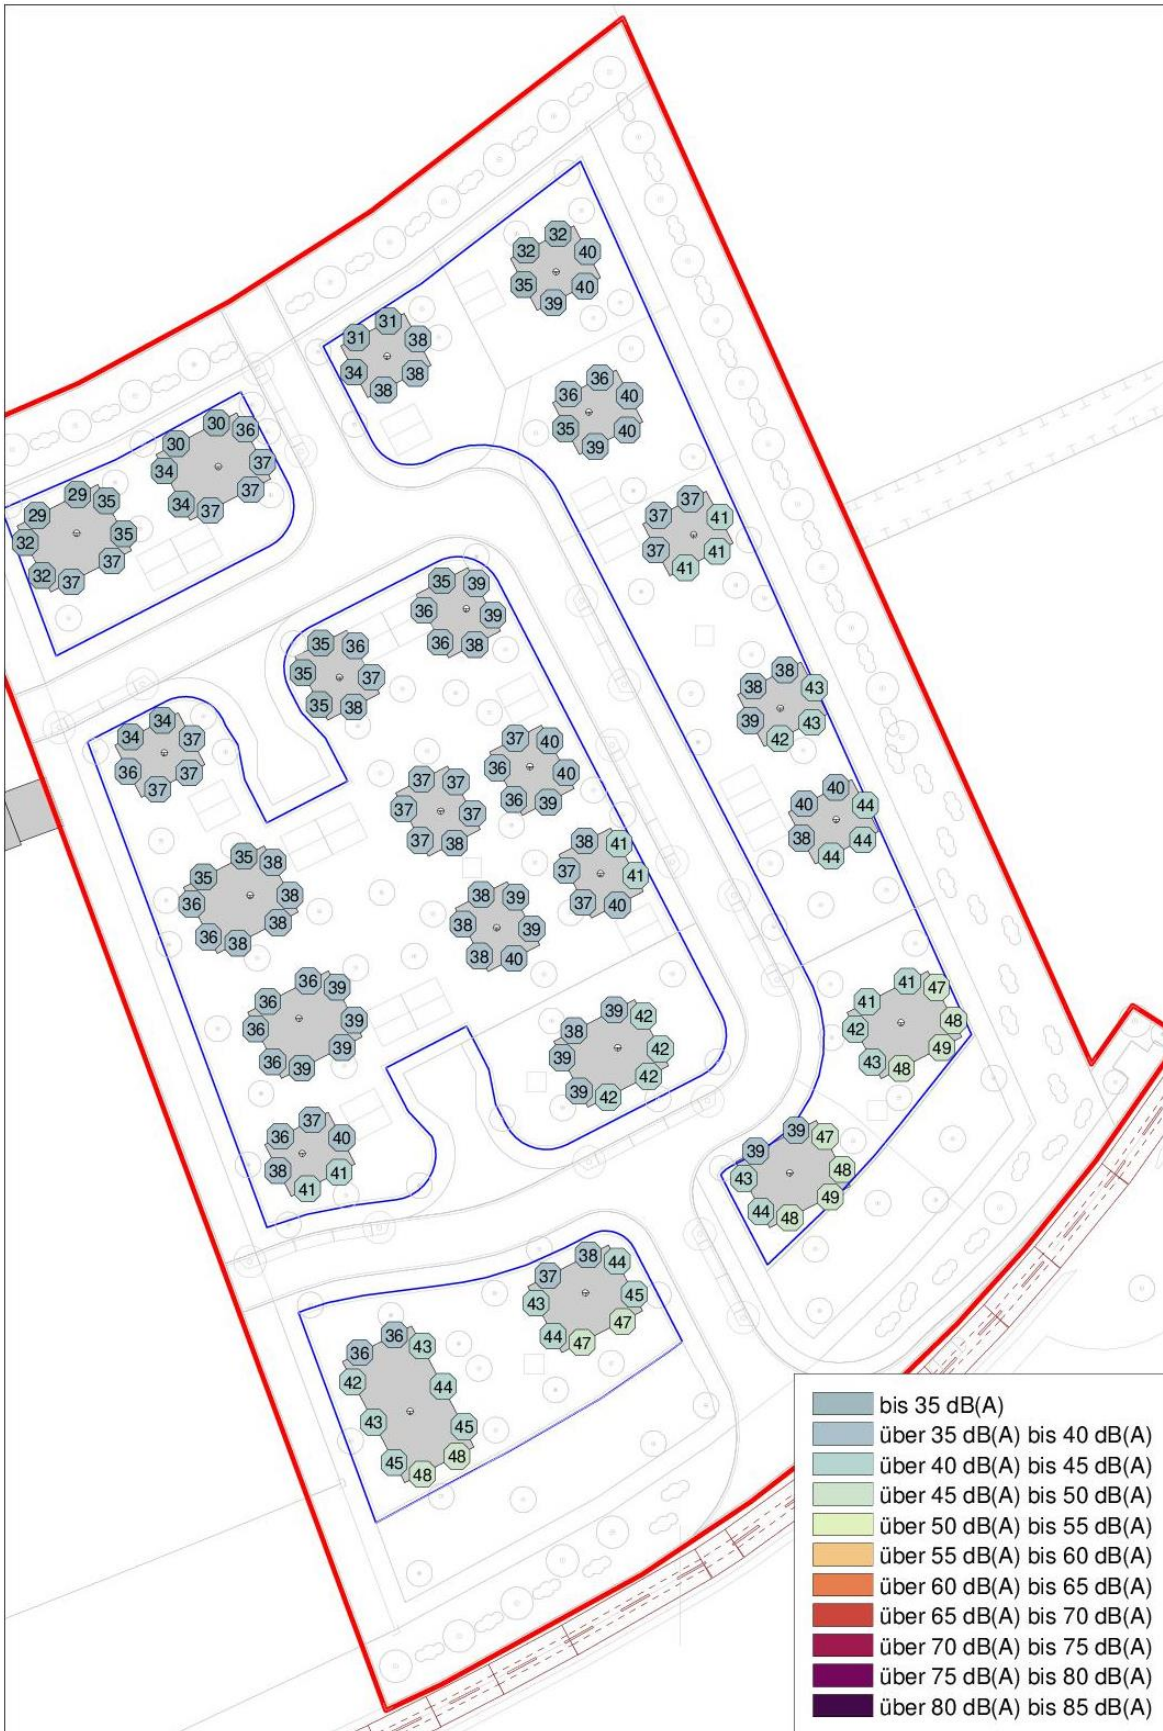 32 32 40
35 39 40
31 31 38
34 38 38
36 36 40
35 39 40
30 30 36
34 37
34 37 37
29 29 35
32 35
32 37 37
37 37 41
37 41 41
35 39
36 39
36 38
35 36
35 37
35 38
38 38 43
39 42 43
34 34 37
36 37 37
37 40
36 40
36 39
37 37
37 37
37 38
40 40 44
38 44 44
38 41
37 41
37 40
35 35 38
36 38
36 38 38
38 39
38 39
38 40
36 36 39
36 39
36 39 39
41 41 47
42 48
43 48 49
38 39 42
39 42
39 42 42
36 37 40
38 41 41
39 39 47
43 48
44 48 49
37 38 44
43 45
44 47 47
36 36 43
42 44
43 45
45 48 48
bis 35 dB(A)
über 35 dB(A) bis 40 dB(A)
über 40 dB(A) bis 45 dB(A)
über 45 dB(A) bis 50 dB(A)
über 50 dB(A) bis 55 dB(A)
über 55 dB(A) bis 60 dB(A)
über 60 dB(A) bis 65 dB(A)
über 65 dB(A) bis 70 dB(A)
über 70 dB(A) bis 75 dB(A)
über 75 dB(A) bis 80 dB(A)
über 80 dB(A) bis 85 dB(A)